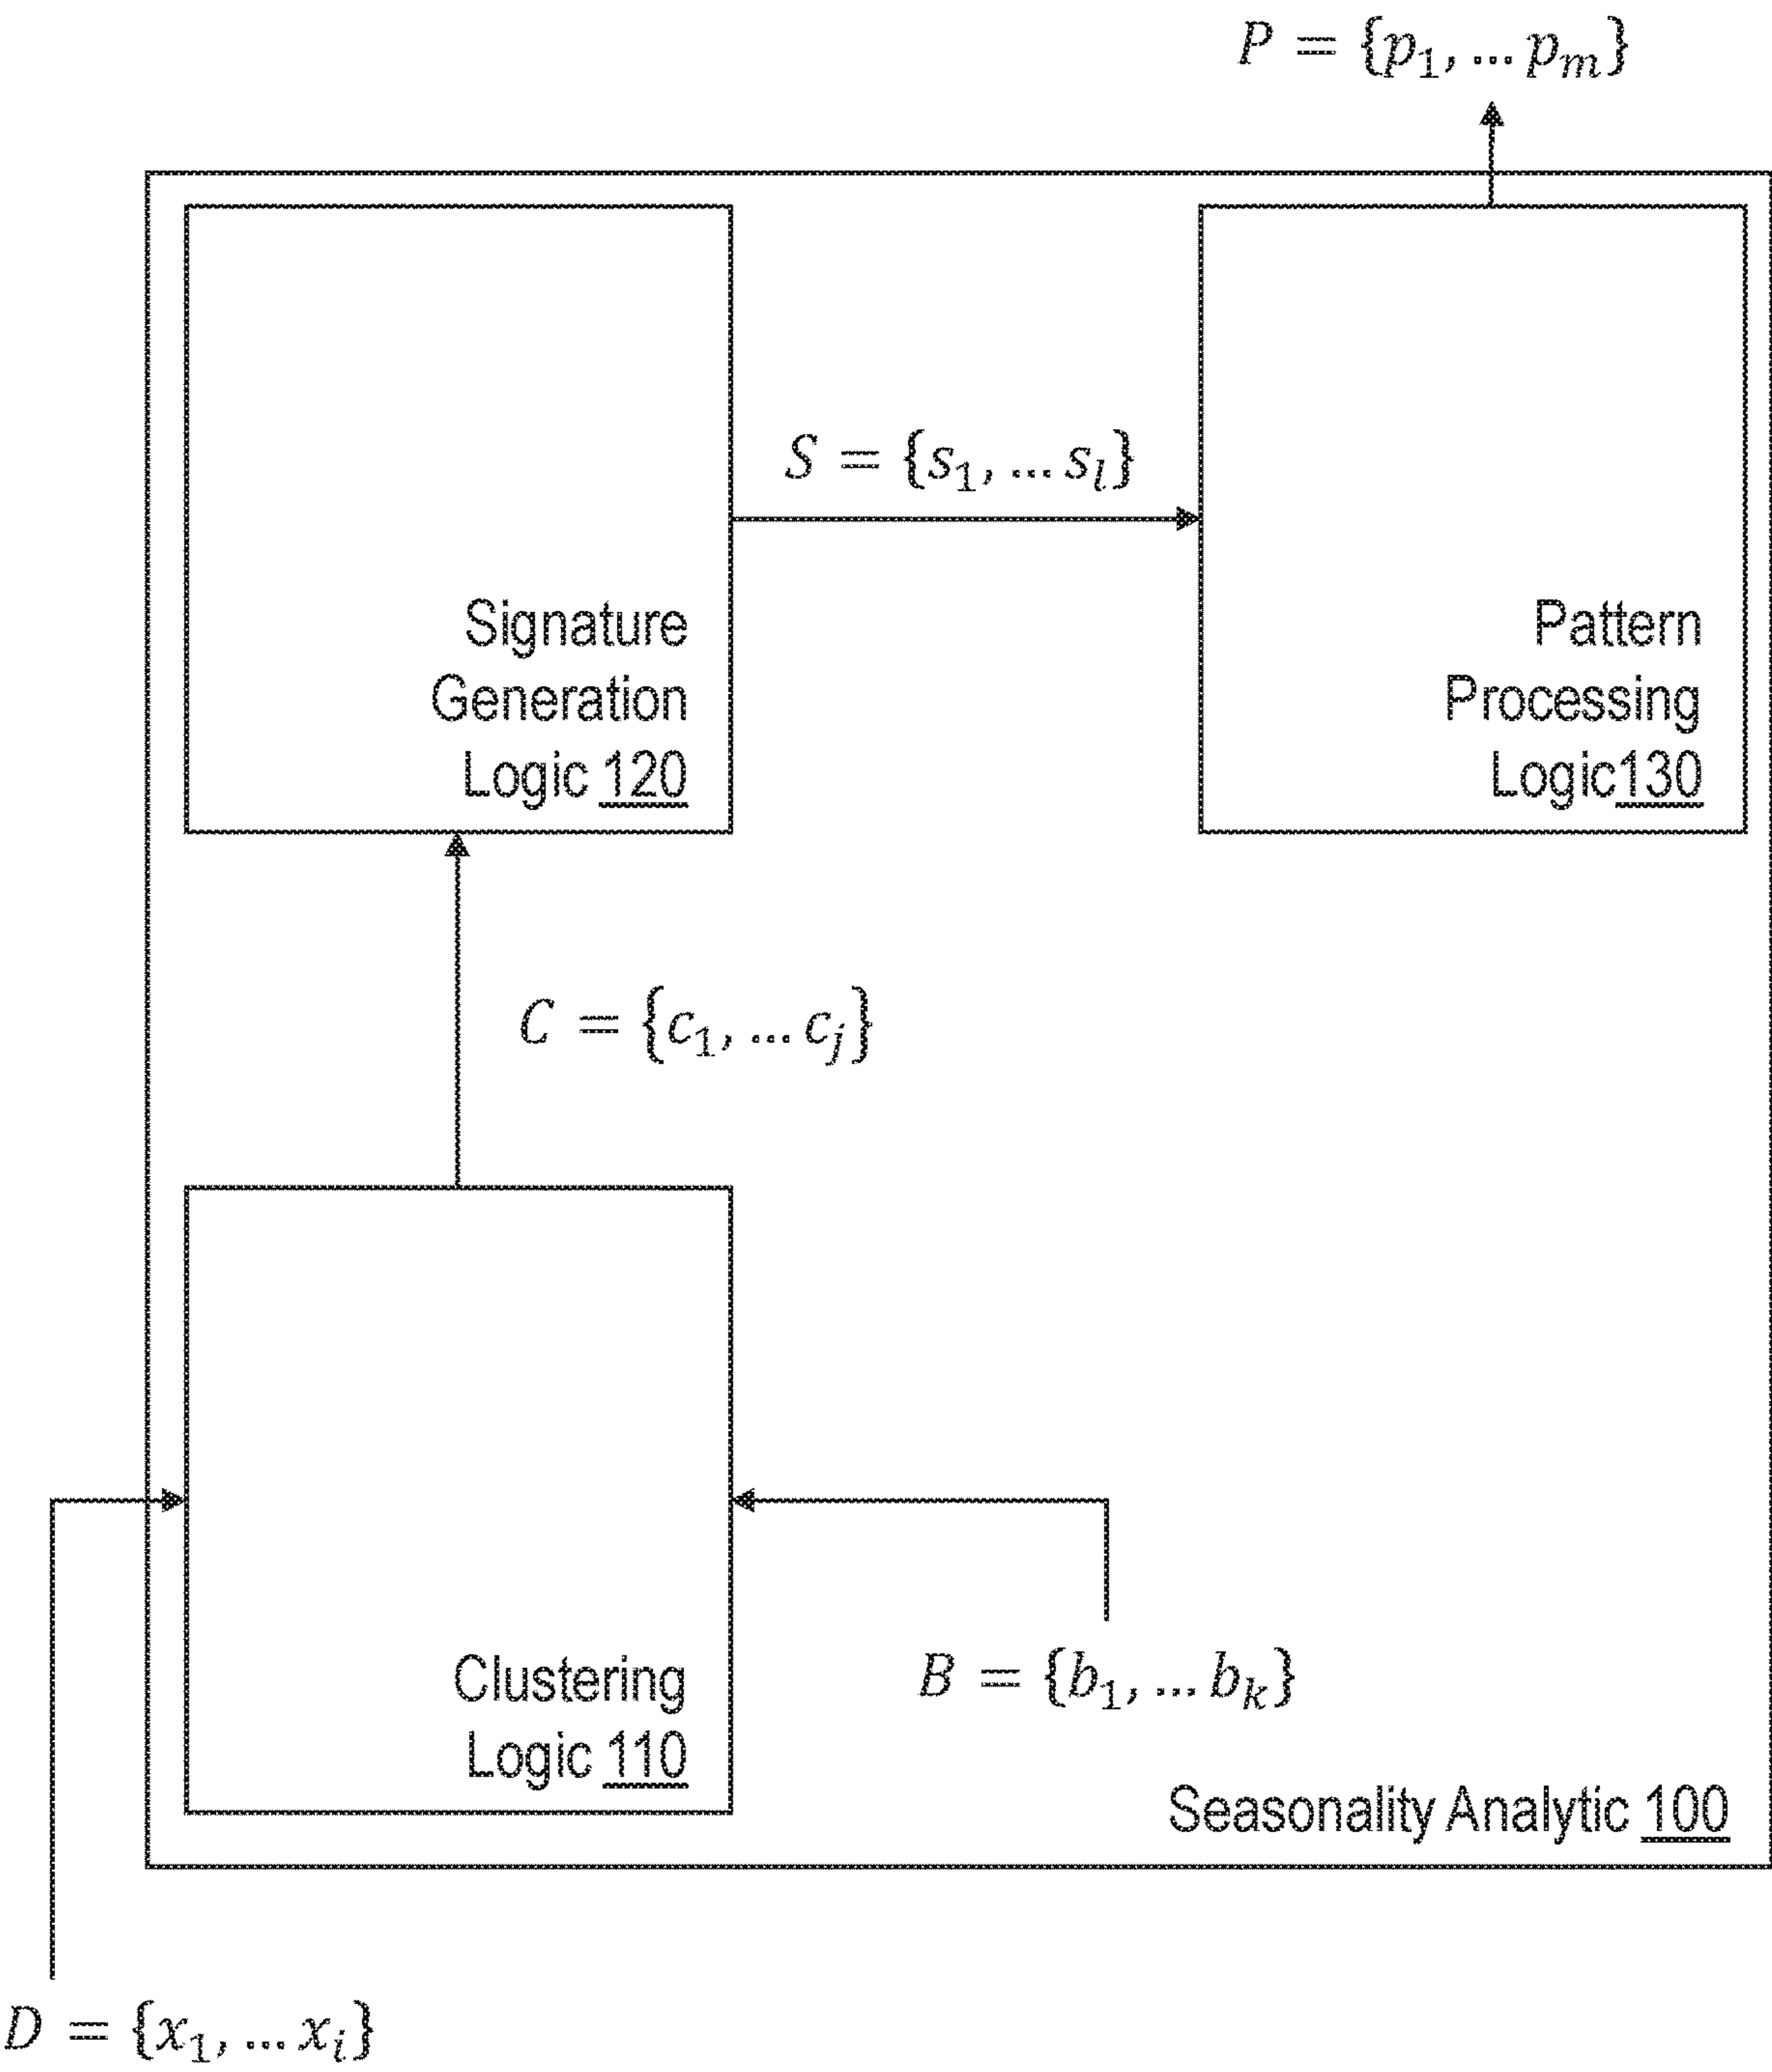 P = {p₁, … pₘ}
S = {s₁, … sₗ}
Signature
Generation
Logic 120
Pattern
Processing
Logic130
C = {c₁, … cⱼ}
Clustering
Logic 110
B = {b₁, … bₖ}
Seasonality Analytic 100
D = {x₁, … xᵢ}